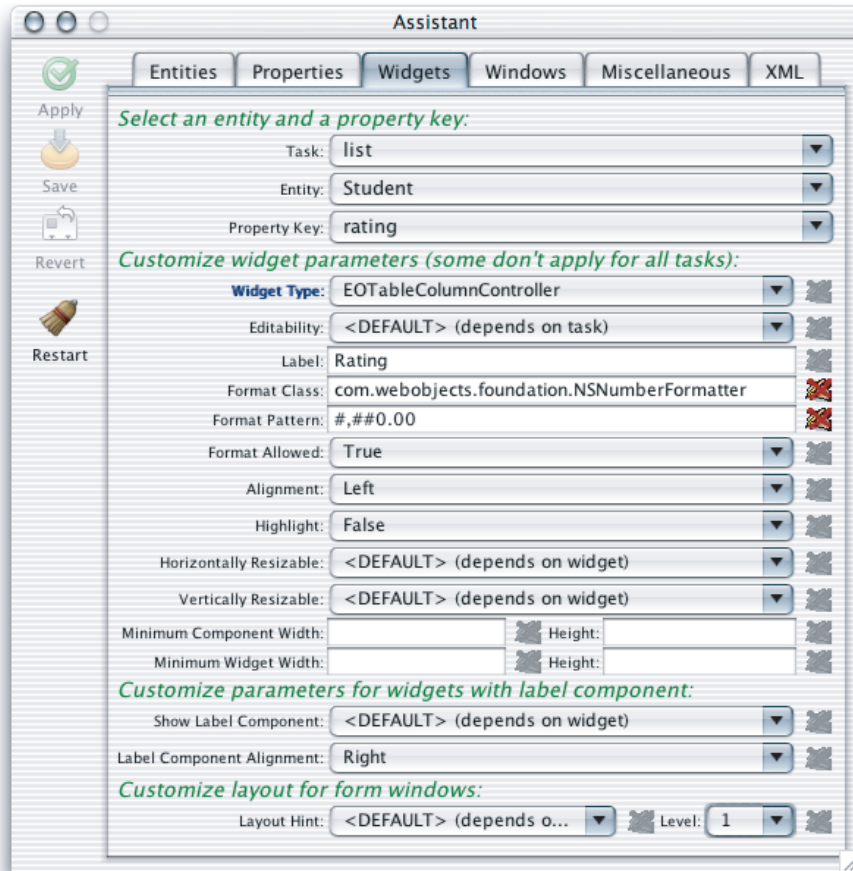 Assistant
Entities Properties Widgets Windows Miscellaneous XML
Apply
Save
Revert
Restart
Select an entity and a property key:
Task: list
Entity: Student
Property Key: rating
Customize widget parameters (some don't apply for all tasks):
Widget Type: EOTableColumnController
Editability: <DEFAULT> (depends on task)
Label: Rating
Format Class: com.webobjects.foundation.NSNumberFormatter
Format Pattern: #,##0.00
Format Allowed: True
Alignment: Left
Highlight: False
Horizontally Resizable: <DEFAULT> (depends on widget)
Vertically Resizable: <DEFAULT> (depends on widget)
Minimum Component Width: Height:
Minimum Widget Width: Height:
Customize parameters for widgets with label component:
Show Label Component: <DEFAULT> (depends on widget)
Label Component Alignment: Right
Customize layout for form windows:
Layout Hint: <DEFAULT> (depends o... Level: 1